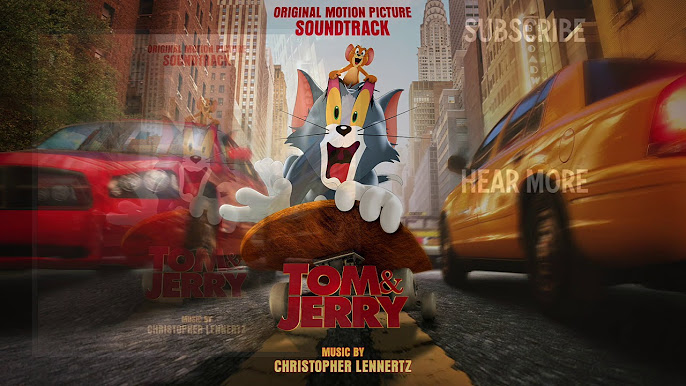 ORIGINAL MOTION PICTURE
SOUNDTRACK
SUBSCRIBE
ORIGINAL MOTION PICTURE
SOUNDTRACK
HEAR MORE
TOM &
JERRY
MUSIC BY
CHRISTOPHER LENNERTZ
TOM &
JERRY
MUSIC BY
CHRISTOPHER LENNERTZ